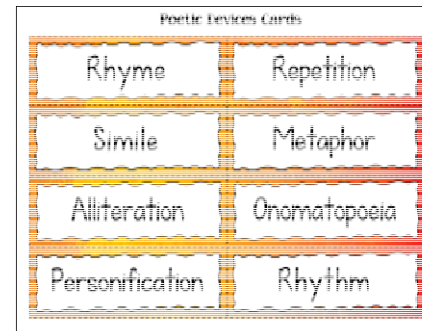 Poetic Devices Cards
Rhyme Repetition
Simile Metaphor
Alliteration Onomatopoeia
Personification Rhythm